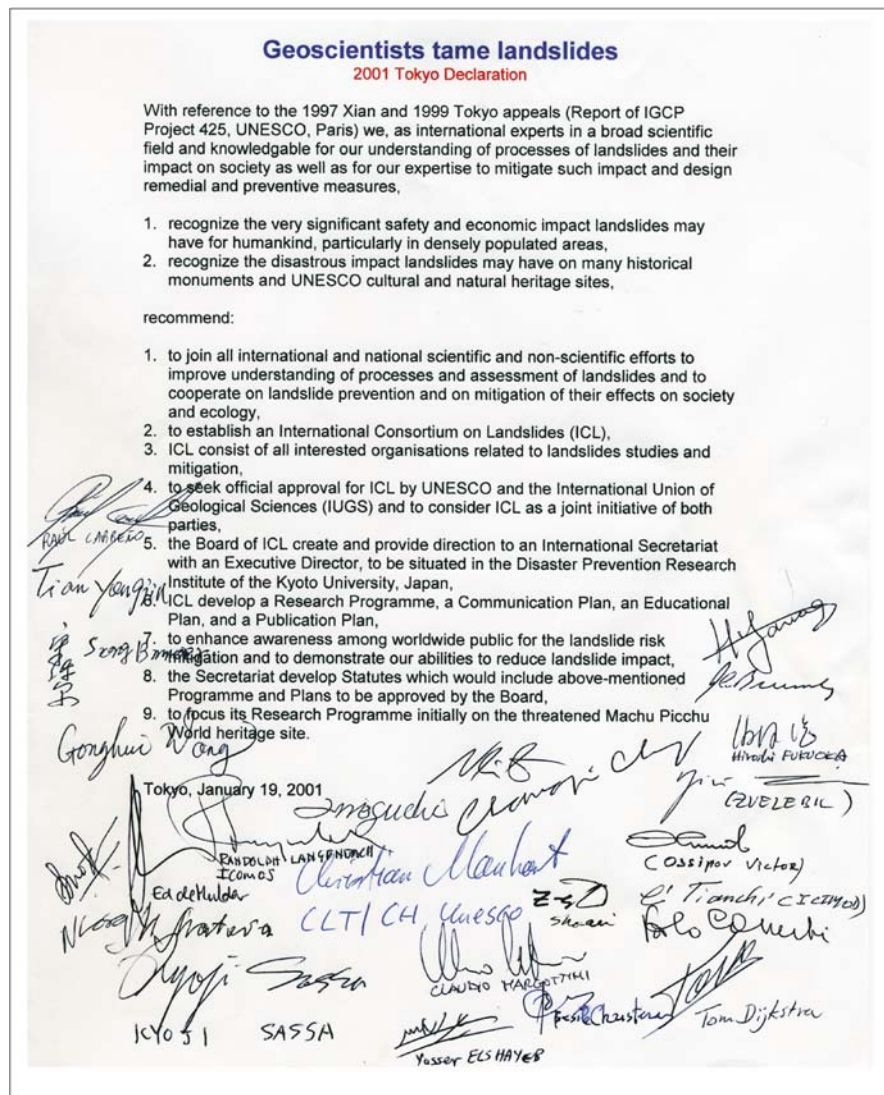 Geoscientists tame landslides
2001 Tokyo Declaration
With reference to the 1997 Xian and 1999 Tokyo appeals (Report of IGCP
Project 425, UNESCO, Paris) we, as international experts in a broad scientific
field and knowledgable for our understanding of processes of landslides and their
impact on society as well as for our expertise to mitigate such impact and design
remedial and preventive measures,
1. recognize the very significant safety and economic impact landslides may
have for humankind, particularly in densely populated areas,
2. recognize the disastrous impact landslides may have on many historical
monuments and UNESCO cultural and natural heritage sites,
recommend:
1. to join all international and national scientific and non-scientific efforts to
improve understanding of processes and assessment of landslides and to
cooperate on landslide prevention and on mitigation of their effects on society
and ecology,
2. to establish an International Consortium on Landslides (ICL),
3. ICL consist of all interested organisations related to landslides studies and
mitigation,
4. to seek official approval for ICL by UNESCO and the International Union of
Geological Sciences (IUGS) and to consider ICL as a joint initiative of both
parties,
RAÚL CARREÑO
5. the Board of ICL create and provide direction to an International Secretariat
with an Executive Director, to be situated in the Disaster Prevention Research
Institute of the Kyoto University, Japan,
Tian
6. ICL develop a Research Programme, a Communication Plan, an Educational
Plan, and a Publication Plan,
7. to enhance awareness among worldwide public for the landslide risk
mitigation and to demonstrate our abilities to reduce landslide impact,
8. the Secretariat develop Statutes which would include above-mentioned
Programme and Plans to be approved by the Board,
9. to focus its Research Programme initially on the threatened Machu Picchu
World heritage site.
Gonghui Wang
Hiroshi FUKUOKA
Tokyo, January 19, 2001
(ZVELEBIL)
RANDOLPH LANGENBACH
ICOMOS
Christian Manhart
(Ossipov Victor)
Ed de Mulder
CLT/CH Unesco
Li Tianchi (ICIMOD)
Kyoji Sassa
CLAUDIO MARGOTTINI
Tom Dijkstra
KYOJI SASSA
Yasser ELSHAYEB